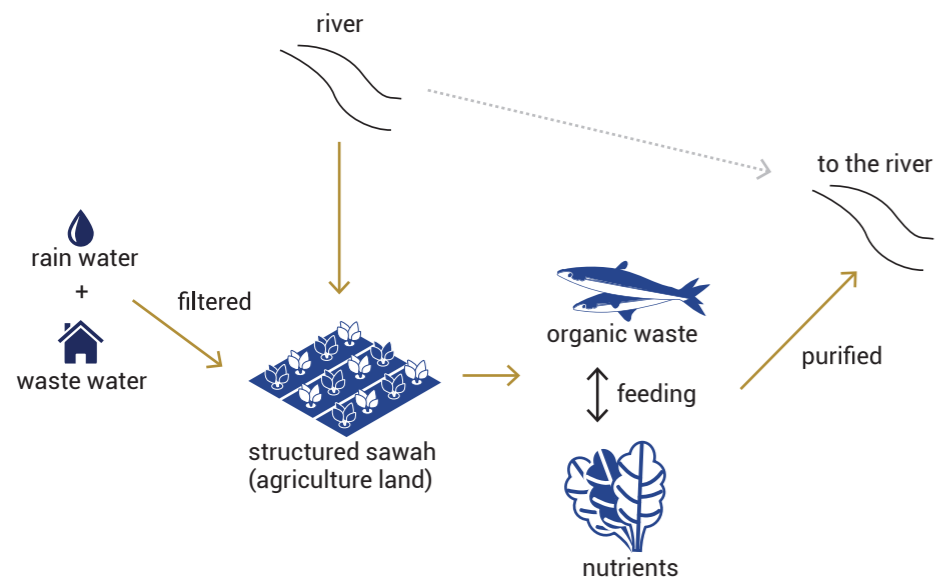 river
to the river
rain water
+
waste water
filtered
structured sawah
(agriculture land)
organic waste
feeding
nutrients
purified